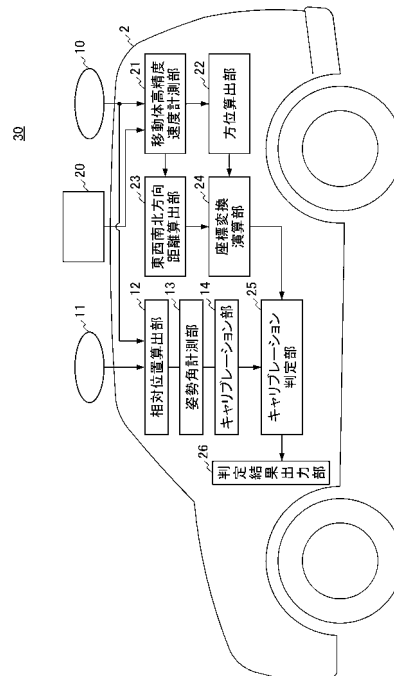 30
2
10
20
11
21
移動体高精度
速度計測部
22
方位算出部
23
東西南北方向
距離算出部
24
座標変換
演算部
12
相対位置算出部
13
姿勢角計測部
14
キャリブレーション部
25
キャリブレーション
判定部
26
判定結果出力部